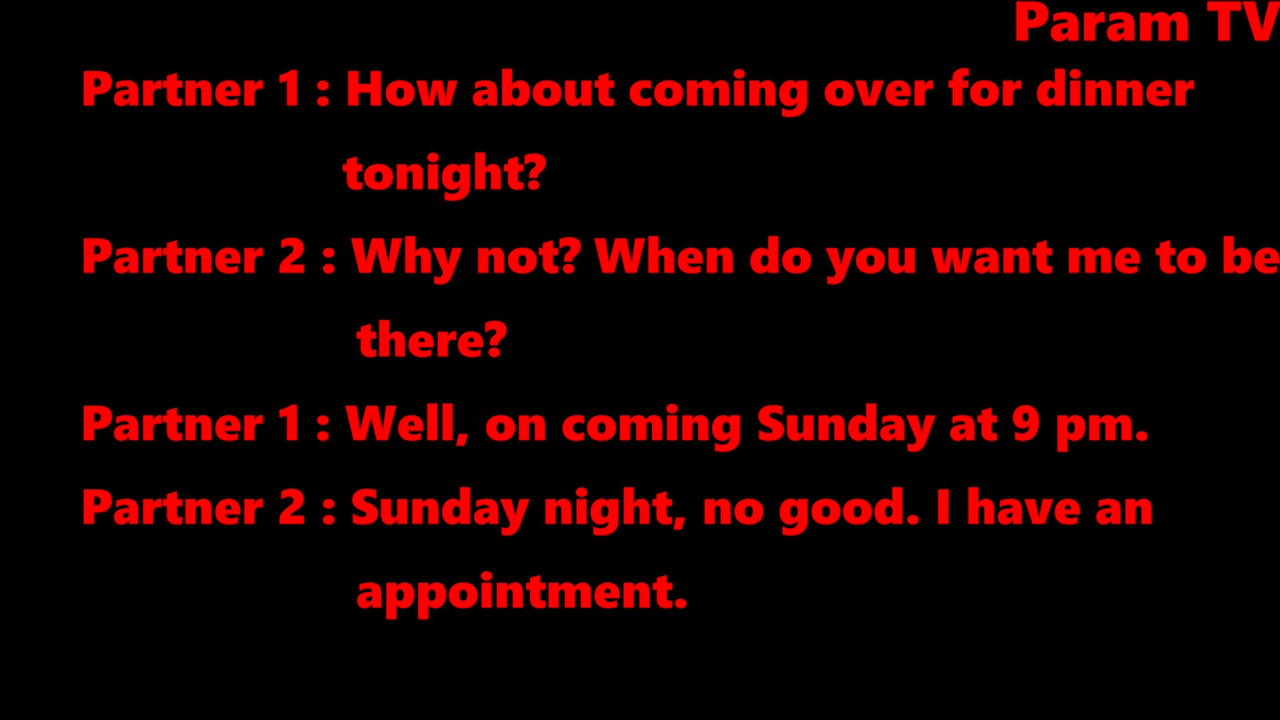 Param TV
Partner 1 : How about coming over for dinner
tonight?
Partner 2 : Why not? When do you want me to be
there?
Partner 1 : Well, on coming Sunday at 9 pm.
Partner 2 : Sunday night, no good. I have an
appointment.